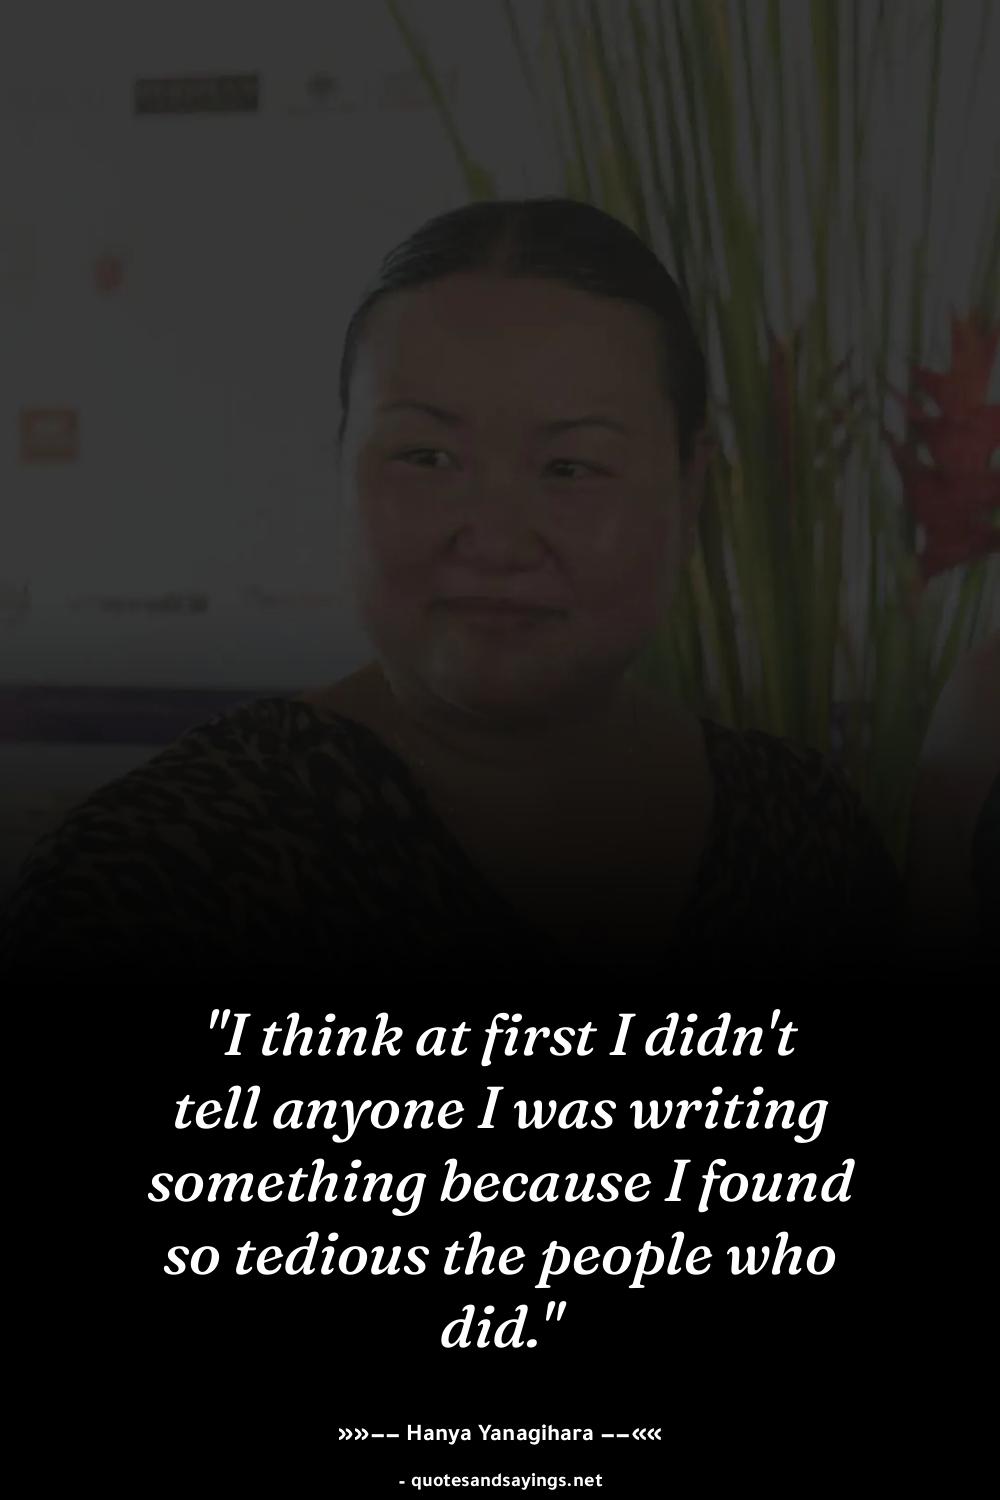 "I think at first I didn't
tell anyone I was writing
something because I found
so tedious the people who
did."
»»−− Hanya Yanagihara −−««
- quotesandsayings.net